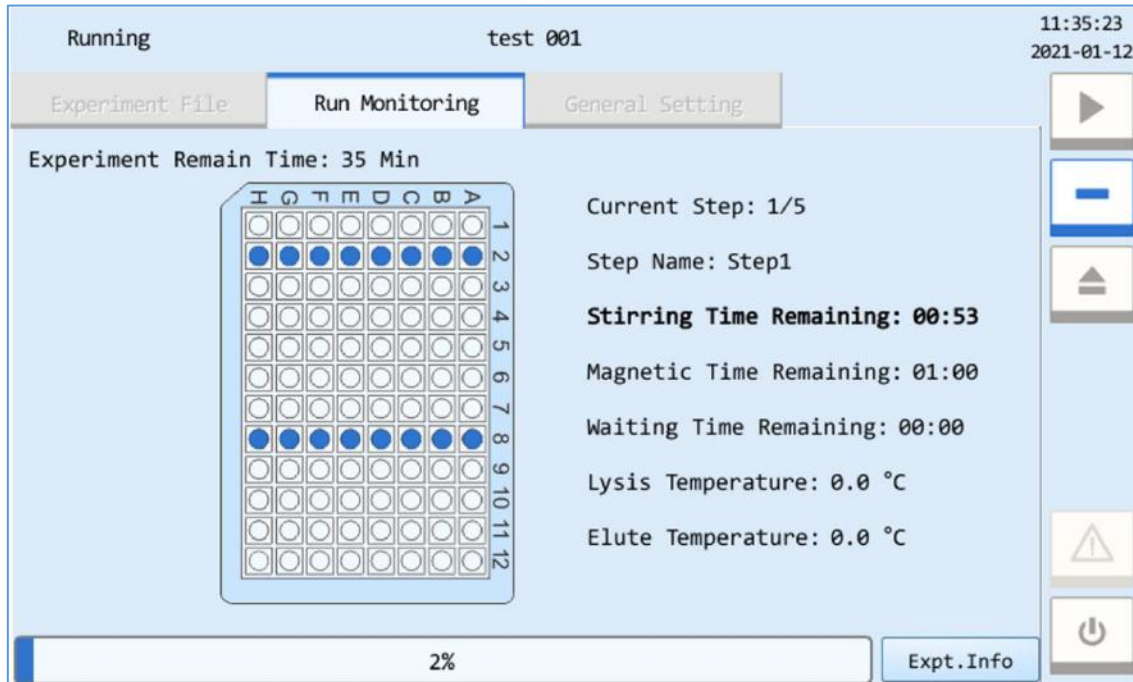 Running
test 001
11:35:23
2021-01-12
Experiment File
Run Monitoring
General Setting
Experiment Remain Time: 35 Min
H G F E D C B A
1
2
3
4
5
6
7
8
9
10
11
12
Current Step: 1/5
Step Name: Step1
Stirring Time Remaining: 00:53
Magnetic Time Remaining: 01:00
Waiting Time Remaining: 00:00
Lysis Temperature: 0.0 °C
Elute Temperature: 0.0 °C
2%
Expt.Info